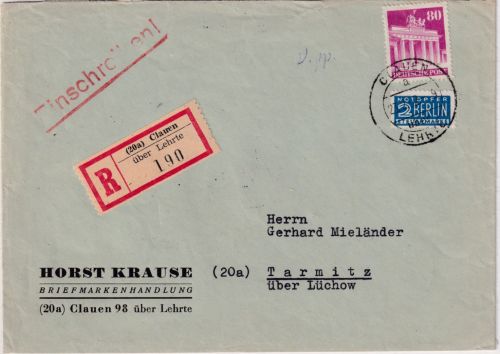 Einschreiben!
80
DEUTSCHE POST
CLAUEN
a
LEHRTE
NOTOPFER
2 BERLIN
STEUERMARKE
R
(20a) Clauen
über Lehrte
190
Herrn
Gerhard Mieländer
(20a) Tarmitz
über Lüchow
HORST KRAUSE
BRIEFMARKENHANDLUNG
(20a) Clauen 98 über Lehrte